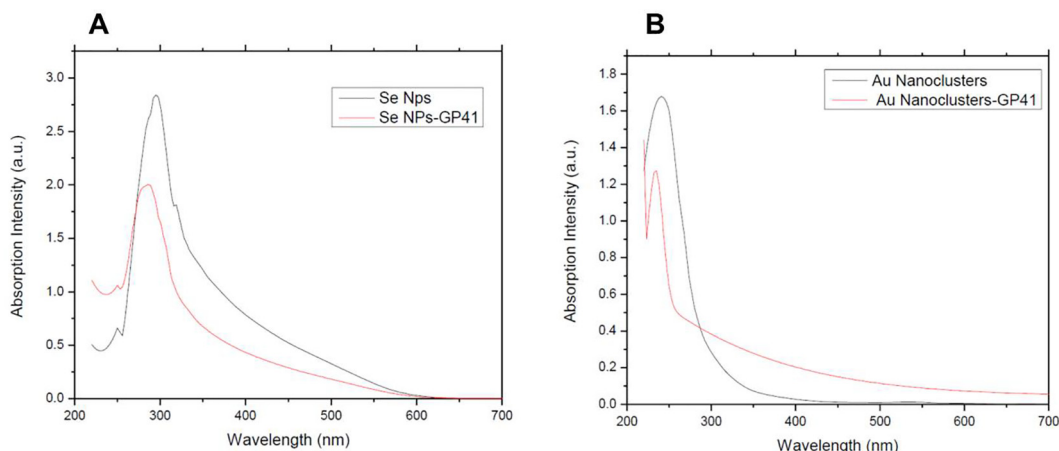 A
Absorption Intensity (a.u.)
3.0
2.5
2.0
1.5
1.0
0.5
0.0
Se Nps
Se NPs-GP41
200 300 400 500 600 700
Wavelength (nm)
B
Absorption Intensity (a.u.)
1.8
1.6
1.4
1.2
1.0
0.8
0.6
0.4
0.2
0.0
Au Nanoclusters
Au Nanoclusters-GP41
200 300 400 500 600 700
Wavelength (nm)